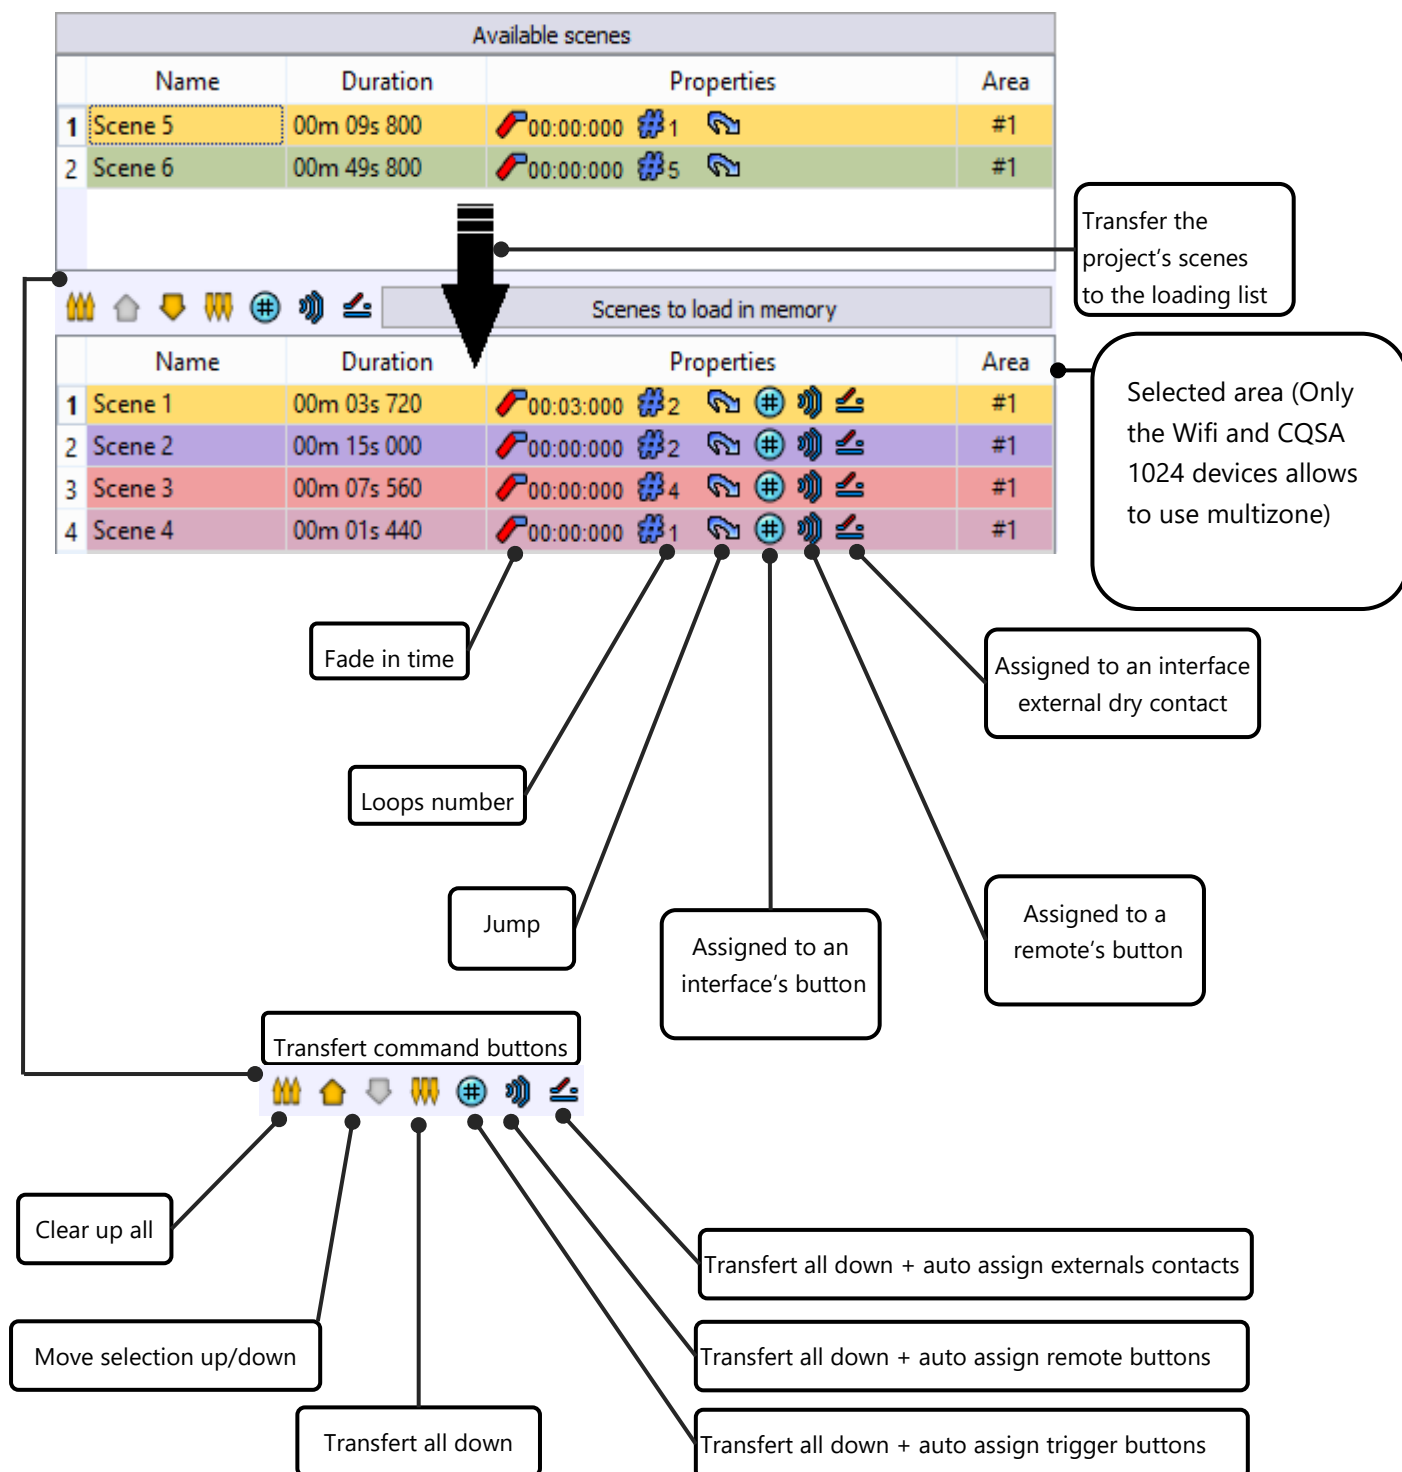 Available scenes
Name Duration Properties Area
1 Scene 5 00m 09s 800 00:00:000 1 #1
2 Scene 6 00m 49s 800 00:00:000 5 #1
Transfer the
project's scenes
to the loading list
Scenes to load in memory
Name Duration Properties Area
1 Scene 1 00m 03s 720 00:03:000 2 #1
2 Scene 2 00m 15s 000 00:00:000 2 #1
3 Scene 3 00m 07s 560 00:00:000 4 #1
4 Scene 4 00m 01s 440 00:00:000 1 #1
Selected area (Only
the Wifi and CQSA
1024 devices allows
to use multizone)
Fade in time
Assigned to an interface
external dry contact
Loops number
Jump
Assigned to an
interface's button
Assigned to a
remote's button
Transfert command buttons
Clear up all
Transfert all down + auto assign externals contacts
Move selection up/down
Transfert all down + auto assign remote buttons
Transfert all down
Transfert all down + auto assign trigger buttons